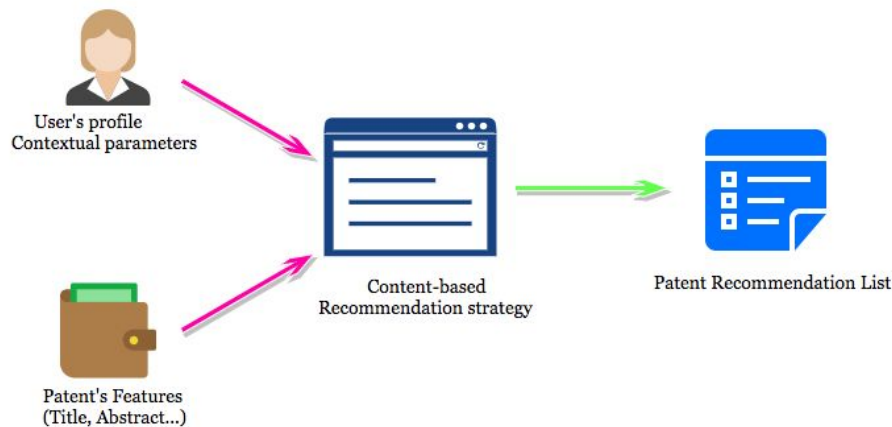 User's profile
Contextual parameters
Content-based
Recommendation strategy
Patent Recommendation List
Patent's Features
(Title, Abstract...)